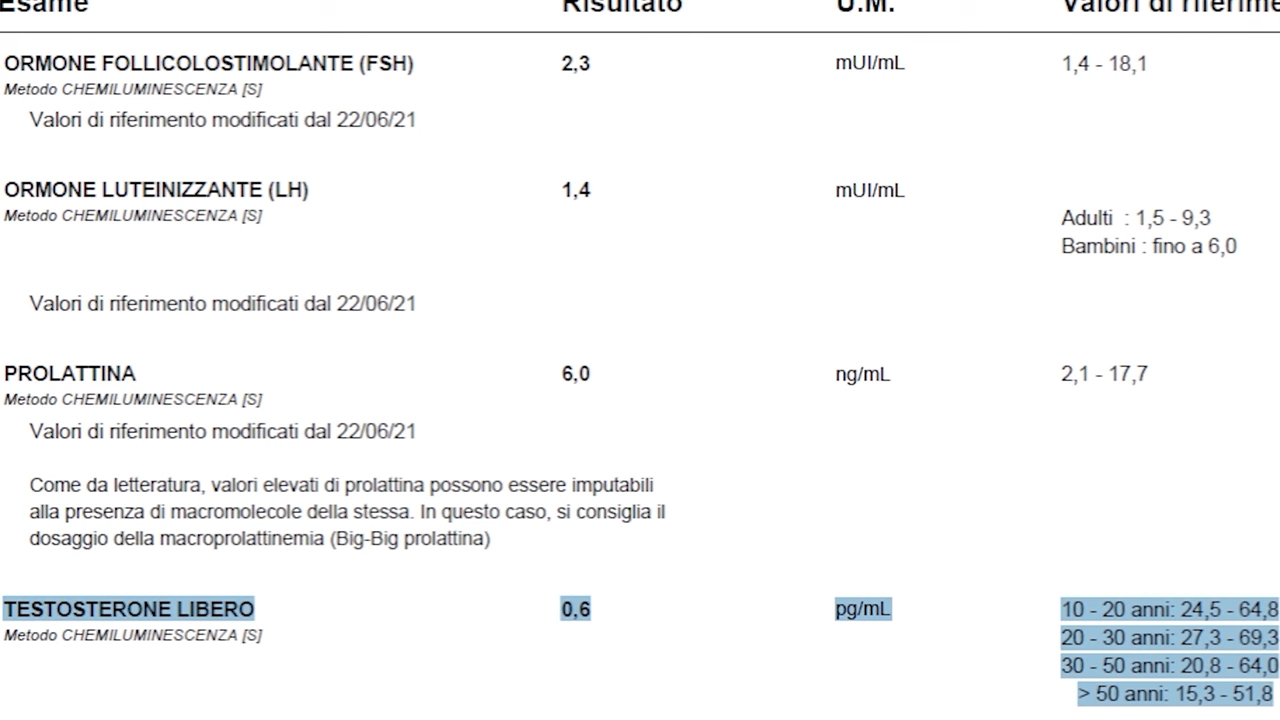 Esame Risultato U.M. Valori di riferime
ORMONE FOLLICOLOSTIMOLANTE (FSH) 2,3 mUI/mL 1,4 - 18,1
Metodo CHEMILUMINESCENZA [S]
Valori di riferimento modificati dal 22/06/21
ORMONE LUTEINIZZANTE (LH) 1,4 mUI/mL
Metodo CHEMILUMINESCENZA [S]
Adulti : 1,5 - 9,3
Bambini : fino a 6,0
Valori di riferimento modificati dal 22/06/21
PROLATTINA 6,0 ng/mL 2,1 - 17,7
Metodo CHEMILUMINESCENZA [S]
Valori di riferimento modificati dal 22/06/21
Come da letteratura, valori elevati di prolattina possono essere imputabili
alla presenza di macromolecole della stessa. In questo caso, si consiglia il
dosaggio della macroprolattinemia (Big-Big prolattina)
TESTOSTERONE LIBERO 0,6 pg/mL 10 - 20 anni: 24,5 - 64,8
Metodo CHEMILUMINESCENZA [S] 20 - 30 anni: 27,3 - 69,3
30 - 50 anni: 20,8 - 64,0
> 50 anni: 15,3 - 51,8